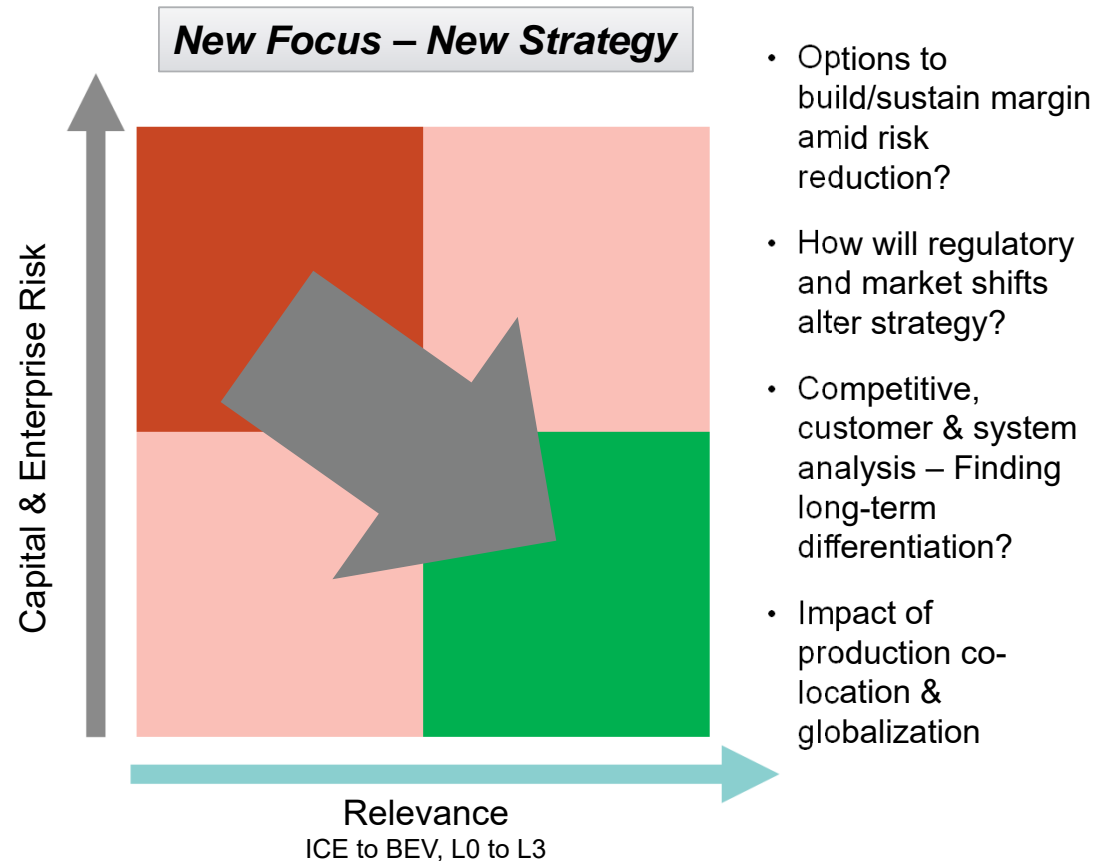 New Focus – New Strategy
Capital & Enterprise Risk
Relevance
ICE to BEV, L0 to L3
• Options to
build/sustain margin
amid risk
reduction?
• How will regulatory
and market shifts
alter strategy?
• Competitive,
customer & system
analysis – Finding
long-term
differentiation?
• Impact of
production co-
location &
globalization